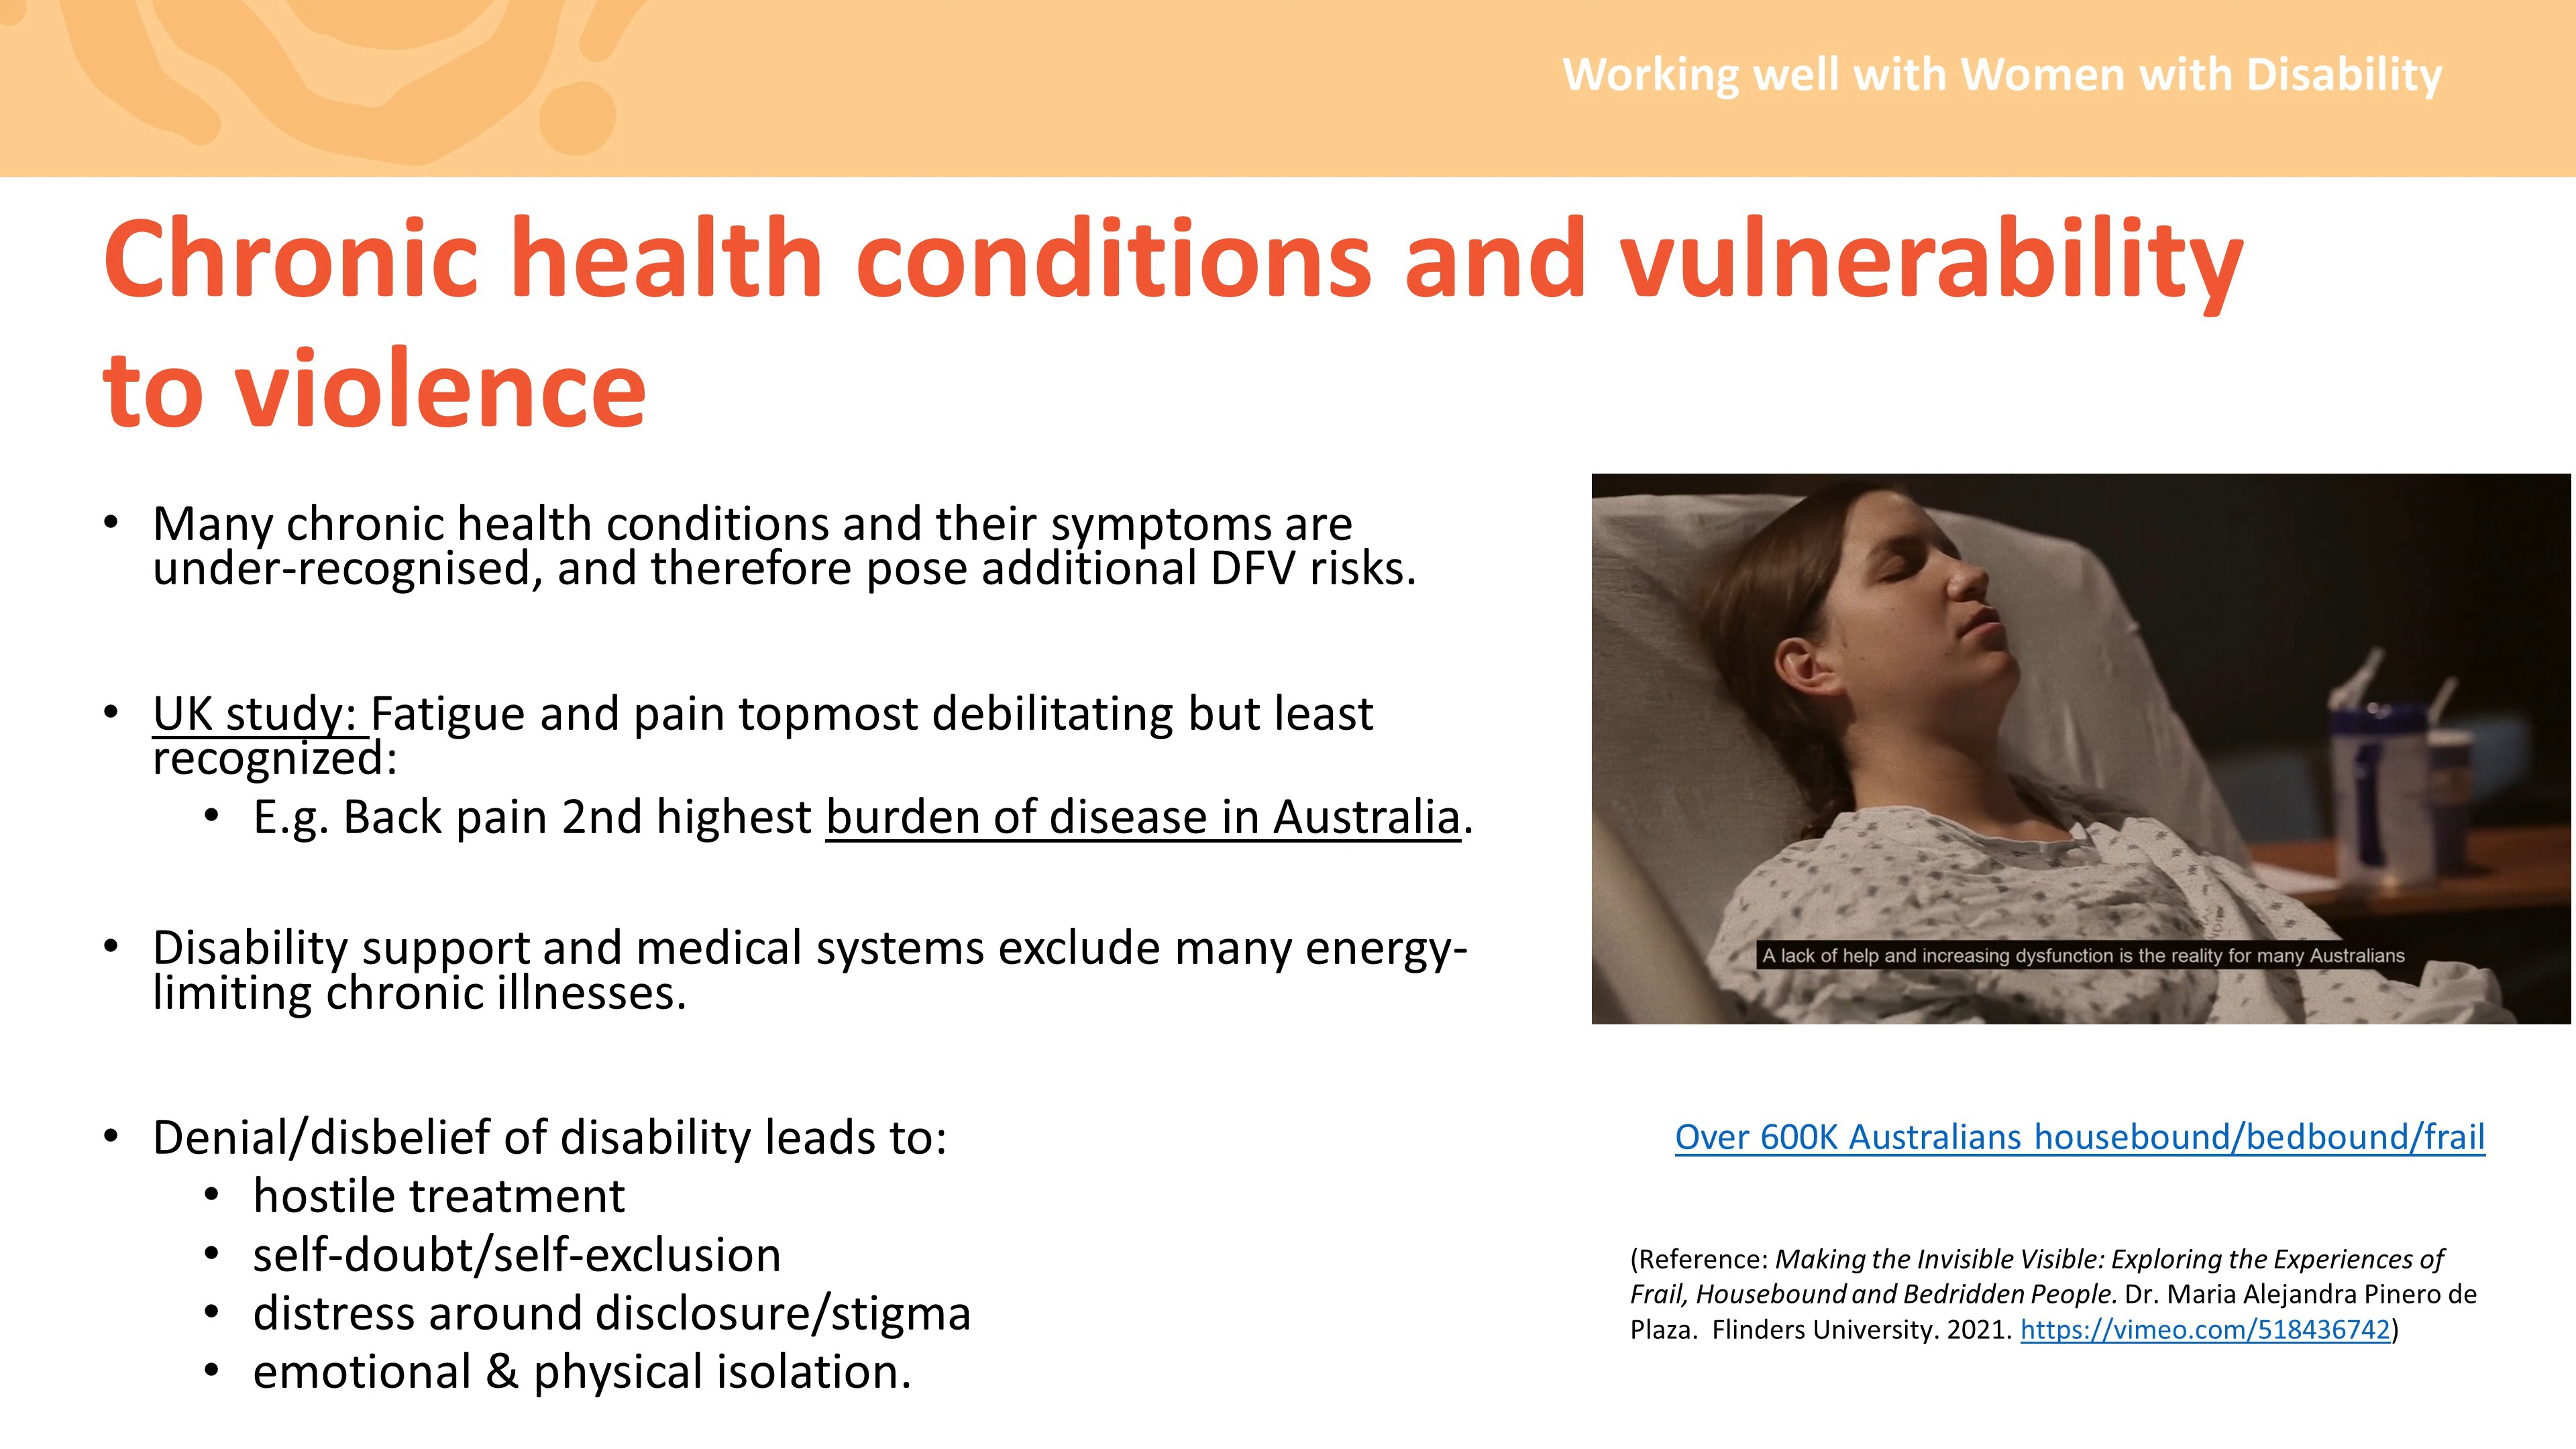 Working well with Women with Disability
Chronic health conditions and vulnerability
to violence
• Many chronic health conditions and their symptoms are
under-recognised, and therefore pose additional DFV risks.
• UK study: Fatigue and pain topmost debilitating but least
recognized:
• E.g. Back pain 2nd highest burden of disease in Australia.
• Disability support and medical systems exclude many energy-
limiting chronic illnesses.
• Denial/disbelief of disability leads to:
• hostile treatment
• self-doubt/self-exclusion
• distress around disclosure/stigma
• emotional & physical isolation.
A lack of help and increasing dysfunction is the reality for many Australians
Over 600K Australians housebound/bedbound/frail
(Reference: Making the Invisible Visible: Exploring the Experiences of
Frail, Housebound and Bedridden People. Dr. Maria Alejandra Pinero de
Plaza.  Flinders University. 2021. https://vimeo.com/518436742)